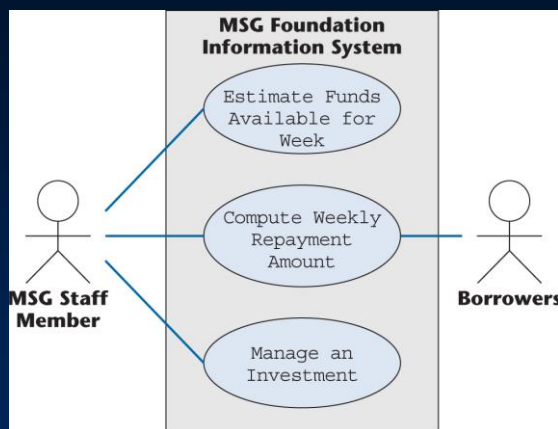 MSG Foundation
Information System
Estimate Funds
Available for
Week
Compute Weekly
Repayment
Amount
MSG Staff
Member
Borrowers
Manage an
Investment